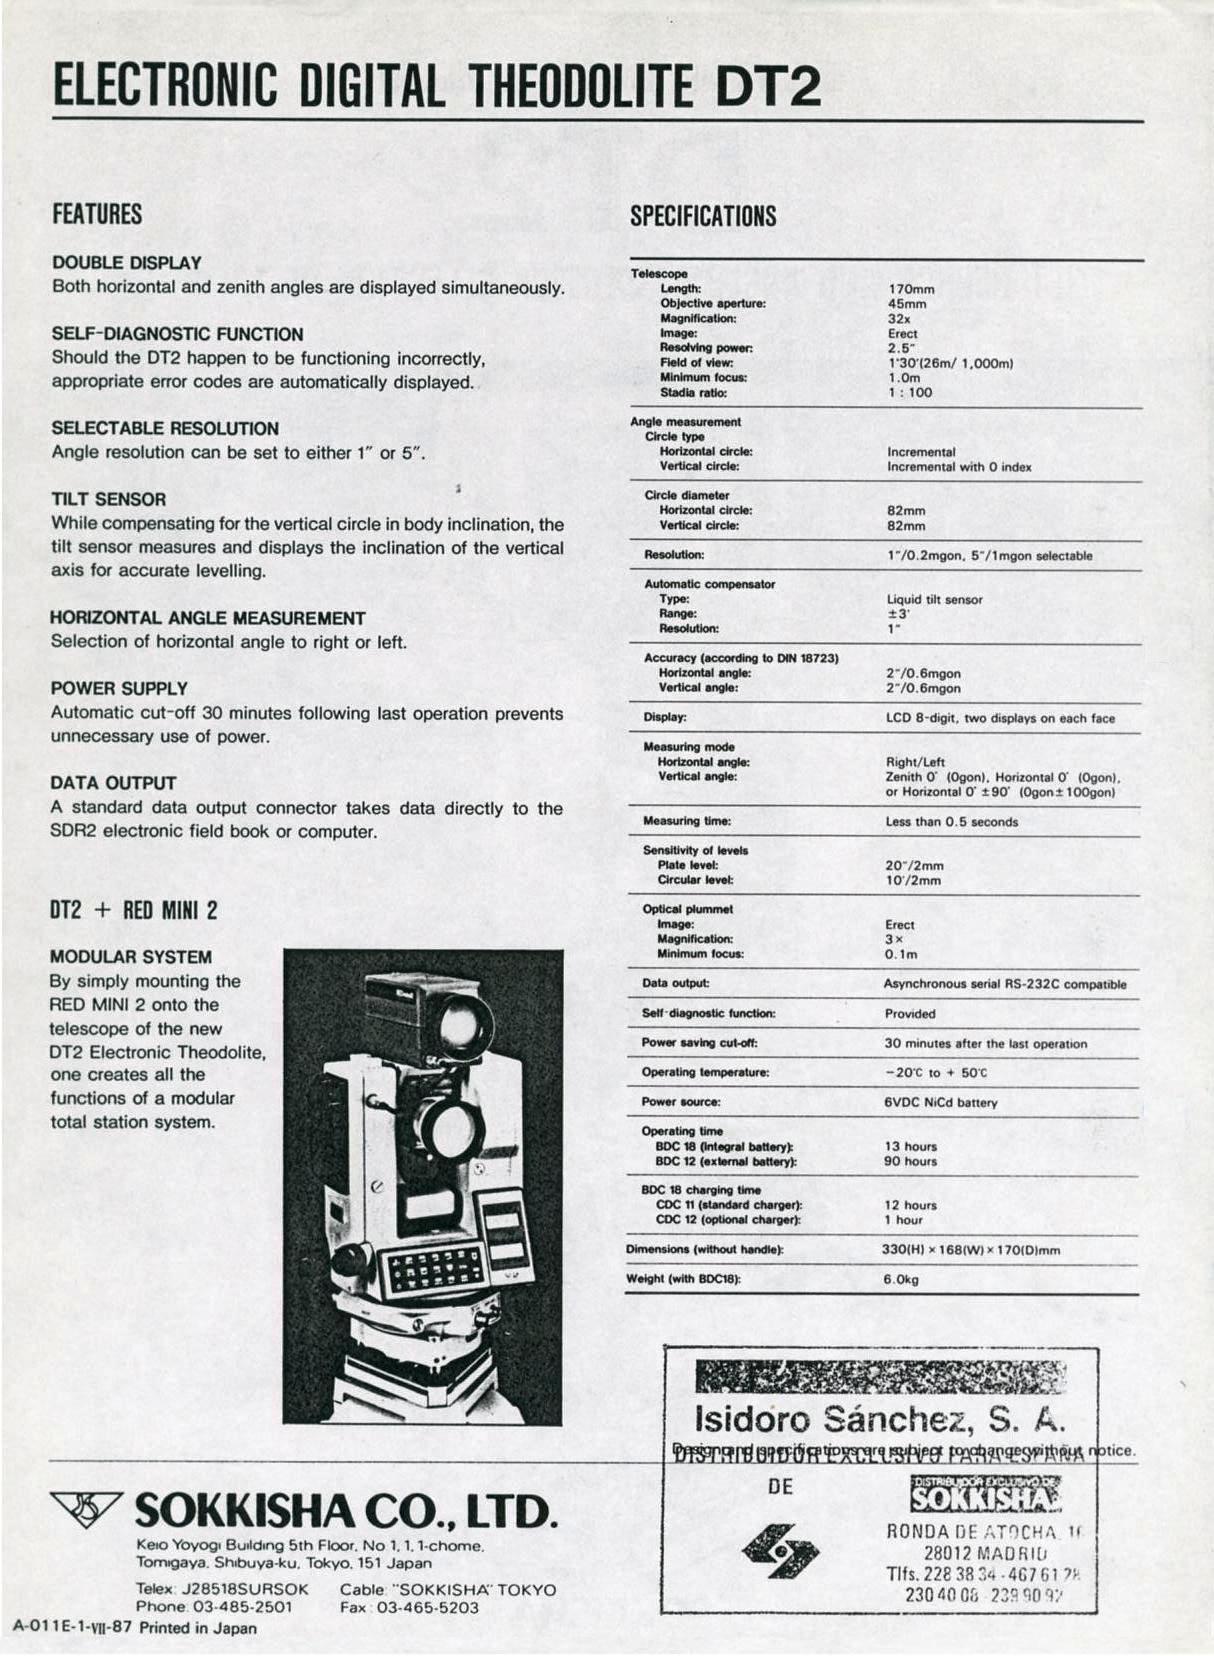 ELECTRONIC DIGITAL THEODOLITE DT2
FEATURES
DOUBLE DISPLAY
Both horizontal and zenith angles are displayed simultaneously.
SELF-DIAGNOSTIC FUNCTION
Should the DT2 happen to be functioning incorrectly,
appropriate error codes are automatically displayed.
SELECTABLE RESOLUTION
Angle resolution can be set to either 1″ or 5″.
TILT SENSOR
While compensating for the vertical circle in body inclination, the
tilt sensor measures and displays the inclination of the vertical
axis for accurate levelling.
HORIZONTAL ANGLE MEASUREMENT
Selection of horizontal angle to right or left.
POWER SUPPLY
Automatic cut-off 30 minutes following last operation prevents
unnecessary use of power.
DATA OUTPUT
A standard data output connector takes data directly to the
SDR2 electronic field book or computer.
DT2 + RED MINI 2
MODULAR SYSTEM
By simply mounting the
RED MINI 2 onto the
telescope of the new
DT2 Electronic Theodolite,
one creates all the
functions of a modular
total station system.
SPECIFICATIONS
Telescope
Length: 170mm
Objective aperture: 45mm
Magnification: 32x
Image: Erect
Resolving power: 2.5″
Field of view: 1°30′(26m/ 1,000m)
Minimum focus: 1.0m
Stadia ratio: 1 : 100
Angle measurement
Circle type
Horizontal circle: Incremental
Vertical circle: Incremental with 0 index
Circle diameter
Horizontal circle: 82mm
Vertical circle: 82mm
Resolution: 1″/0.2mgon, 5″/1mgon selectable
Automatic compensator
Type: Liquid tilt sensor
Range: ±3′
Resolution: 1″
Accuracy (according to DIN 18723)
Horizontal angle: 2″/0.6mgon
Vertical angle: 2″/0.6mgon
Display: LCD 8-digit, two displays on each face
Measuring mode
Horizontal angle: Right/Left
Vertical angle: Zenith 0° (0gon), Horizontal 0° (0gon),
or Horizontal 0° ±90° (0gon±100gon)
Measuring time: Less than 0.5 seconds
Sensitivity of levels
Plate level: 20″/2mm
Circular level: 10′/2mm
Optical plummet
Image: Erect
Magnification: 3×
Minimum focus: 0.1m
Data output: Asynchronous serial RS-232C compatible
Self-diagnostic function: Provided
Power saving cut-off: 30 minutes after the last operation
Operating temperature: −20°C to + 50°C
Power source: 6VDC NiCd battery
Operating time
BDC 18 (integral battery): 13 hours
BDC 12 (external battery): 90 hours
BDC 18 charging time
CDC 11 (standard charger): 12 hours
CDC 12 (optional charger): 1 hour
Dimensions (without handle): 330(H) × 168(W) × 170(D)mm
Weight (with BDC18): 6.0kg
Isidoro Sánchez, S. A.
Design and specifications are subject to change without notice.
DE
DISTRIBUIDOR EXCLUSIVO DE
SOKKISHA
RONDA DE ATOCHA, 16
28012 MADRID
Tlfs. 228 38 34 - 467 61 78
230 40 08 - 239 90 92
SOKKISHA CO., LTD.
Keio Yoyogi Building 5th Floor, No 1, 1, 1-chome,
Tomigaya, Shibuya-ku, Tokyo, 151 Japan
Telex: J28518SURSOK Cable: "SOKKISHA" TOKYO
Phone: 03-485-2501 Fax: 03-465-5203
A-011E-1-VII-87 Printed in Japan